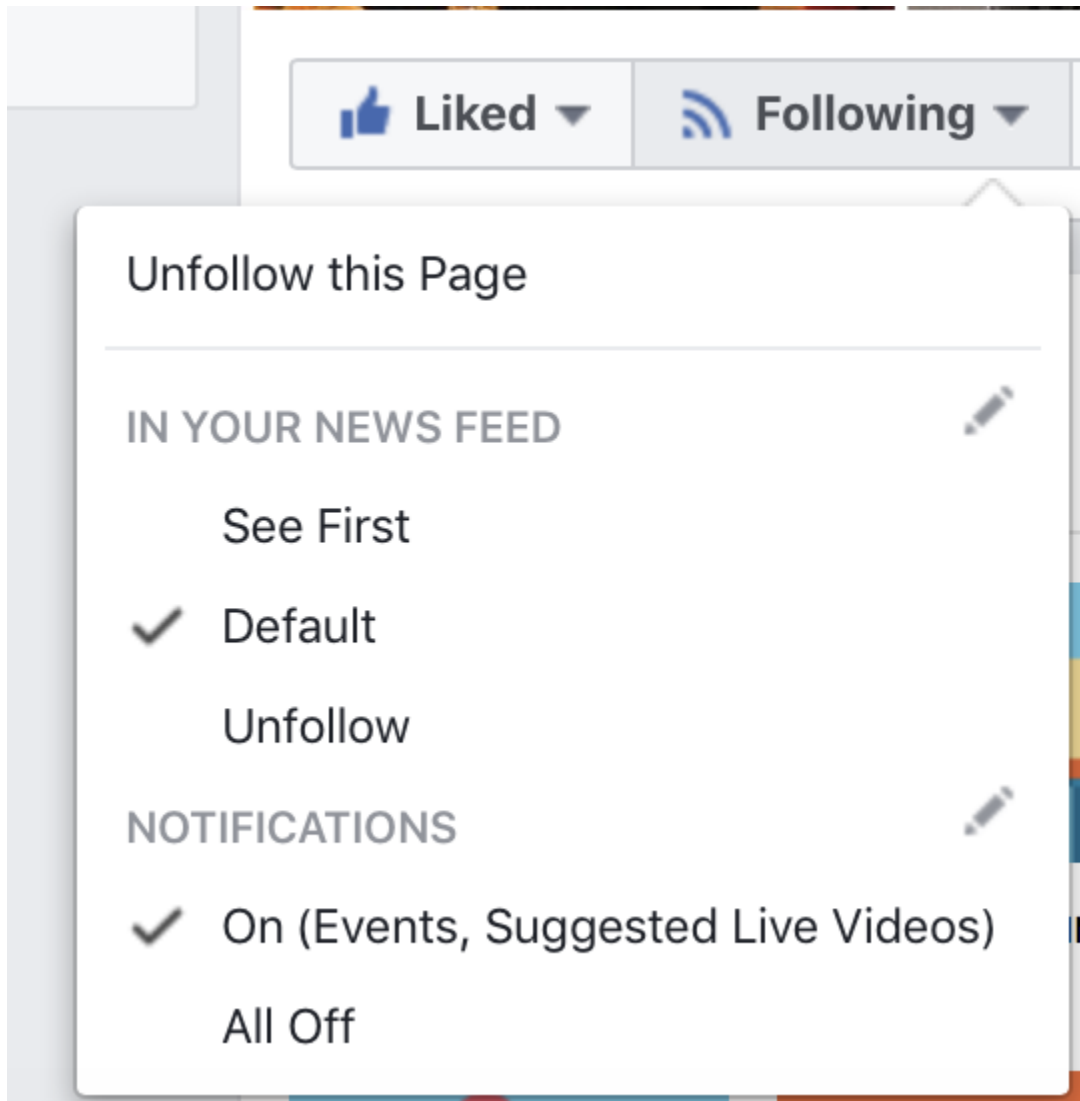 Liked
Following
Unfollow this Page
IN YOUR NEWS FEED
See First
Default
Unfollow
NOTIFICATIONS
On (Events, Suggested Live Videos)
All Off